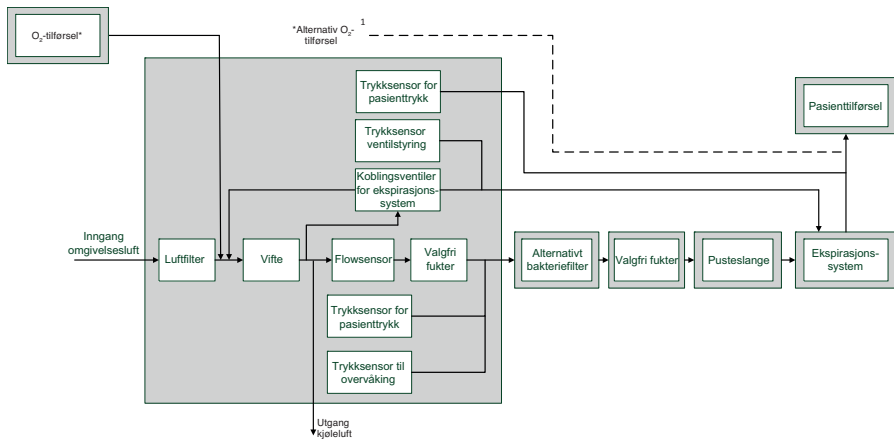 O₂-tilførsel*
*Alternativ O₂- 1
tilførsel
Trykksensor for
pasienttrykk
Pasienttilførsel
Trykksensor
ventilstyring
Koblingsventiler
for ekspirasjons-
system
Inngang
omgivelsesluft
Luftfilter
Vifte
Flowsensor
Valgfri
fukter
Alternativt
bakteriefilter
Valgfri fukter
Pusteslange
Ekspirasjons-
system
Trykksensor for
pasienttrykk
Trykksensor til
overvåking
Utgang
kjøleluft